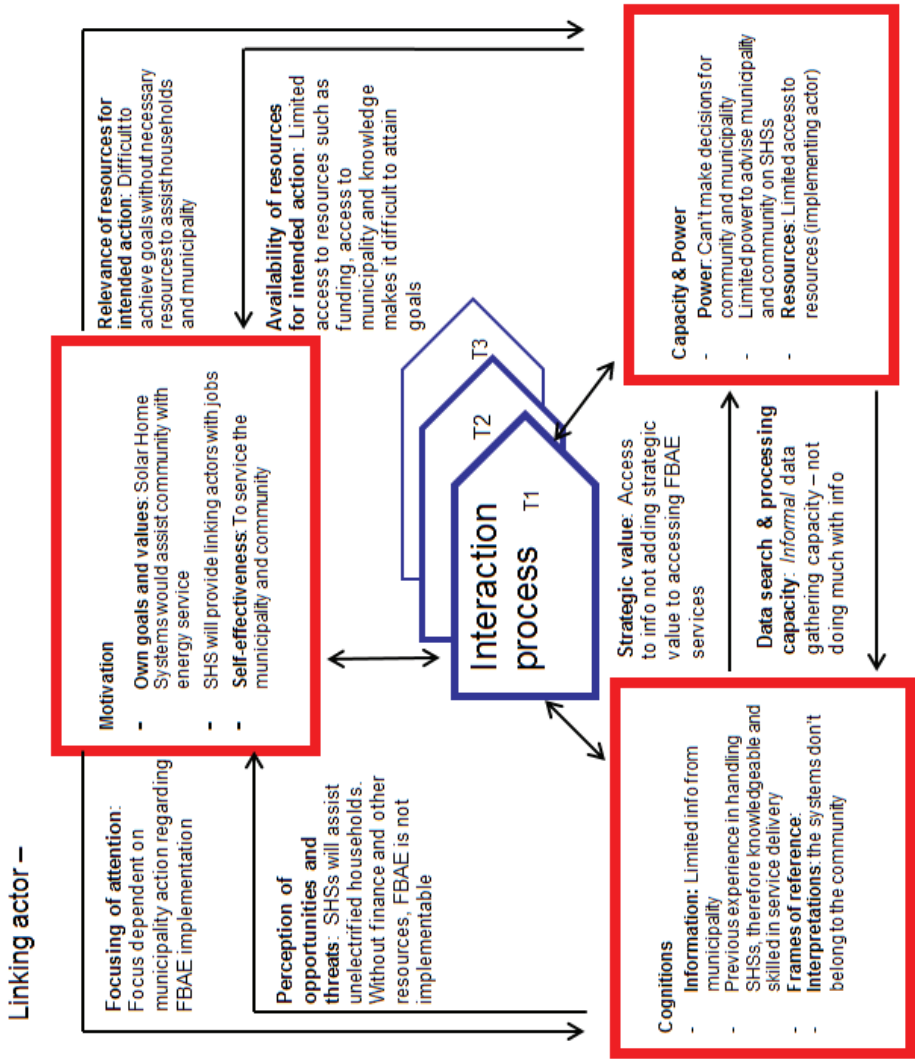 Linking actor –
Focusing of attention:
Focus dependent on
municipality action regarding
FBAE implementation
Perception of
opportunities and
threats: SHSs will assist
unelectrified households.
Without finance and other
resources, FBAE is not
implementable
Motivation
- Own goals and values: Solar Home
Systems would assist community with
energy service
- SHS will provide linking actors with jobs
- Self-effectiveness: To service the
municipality and community
Relevance of resources for
intended action: Difficult to
achieve goals without necessary
resources to assist households
and municipality
Availability of resources
for intended action: Limited
access to resources such as
funding, access to
municipality and knowledge
makes it difficult to attain
goals
Interaction
process T1
T2
T3
Cognitions
- Information: Limited info from
municipality
- Previous experience in handling
SHSs, therefore knowledgeable and
skilled in service delivery
- Frames of reference:
- Interpretations: the systems don't
belong to the community
Strategic value: Access
to info not adding strategic
value to accessing FBAE
services
Data search & processing
capacity: Informal data
gathering capacity – not
doing much with info
Capacity & Power
- Power: Can't make decisions for
community and municipality
- Limited power to advise municipality
and community on SHSs
- Resources: Limited access to
resources (implementing actor)